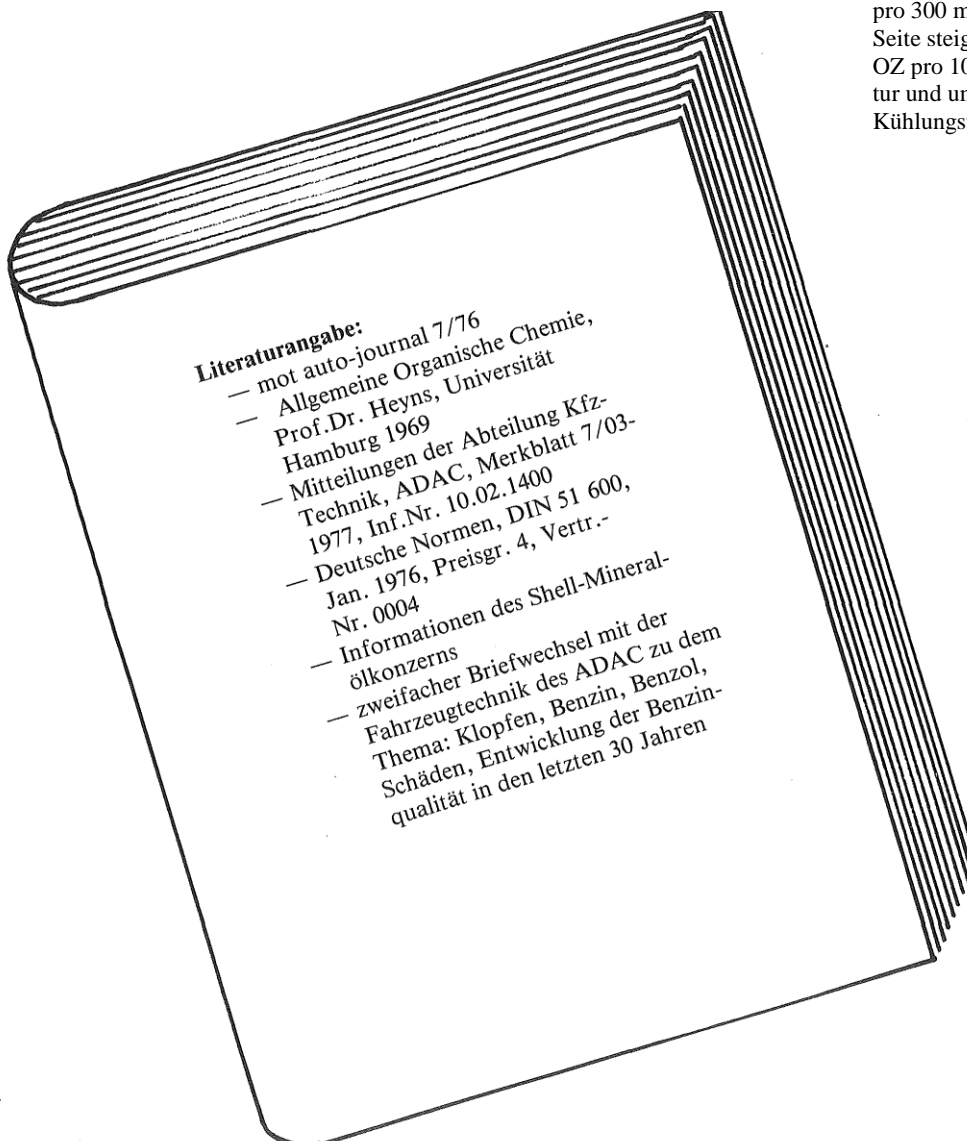 pro 300 m
Seite steig
OZ pro 10
tur und un
Kühlungs
Literaturangabe:
— mot auto-journal 7/76
— Allgemeine Organische Chemie,
Prof.Dr. Heyns, Universität
Hamburg 1969
— Mitteilungen der Abteilung Kfz-
Technik, ADAC, Merkblatt 7/03-
1977, Inf.Nr. 10.02.1400
— Deutsche Normen, DIN 51 600,
Jan. 1976, Preisgr. 4, Vertr.-
Nr. 0004
— Informationen des Shell-Mineral-
ölkonzerns
— zweifacher Briefwechsel mit der
Fahrzeugtechnik des ADAC zu dem
Thema: Klopfen, Benzin, Benzol,
Schäden, Entwicklung der Benzin-
qualität in den letzten 30 Jahren